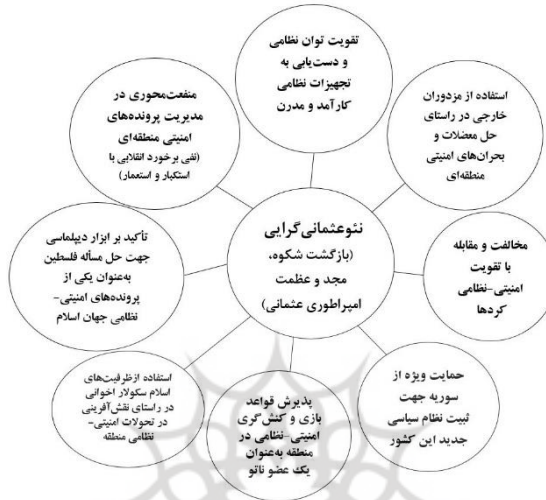 تقویت توان نظامی
و دست‌یابی به
تجهیزات نظامی
کارآمد و مدرن
استفاده از مزدوران
خارجی در راستای
حل معضلات و
بحران‌های امنیتی
منطقه‌ای
مخالفت و مقابله
با تقویت
امنیتی-نظامی
کردها
حمایت ویژه از
سوریه جهت
ثبیت نظام سیاسی
جدید این کشور
پذیرش قواعد
بازی و کنش‌گری
امنیتی-نظامی در
منطقه به‌عنوان
یک عضو ناتو
استفاده ازظرفیت‌های
اسلام سکولار اخوانی
در راستای نقش‌آفرینی
در تحولات امنیتی-
نظامی منطقه
تأکید بر ابزار دیپلماسی
جهت حل مسأله فلسطین
به‌عنوان یکی از
پرونده‌های امنیتی-
نظامی جهان اسلام
منفعت‌محوری در
مدیریت پرونده‌های
امنیتی منطقه‌ای
(نفی برخورد انقلابی با
استکبار و استعمار)
نئوعثمانی‌گرایی
(بازگشت شکوه،
مجد و عظمت
امپراطوری عثمانی)